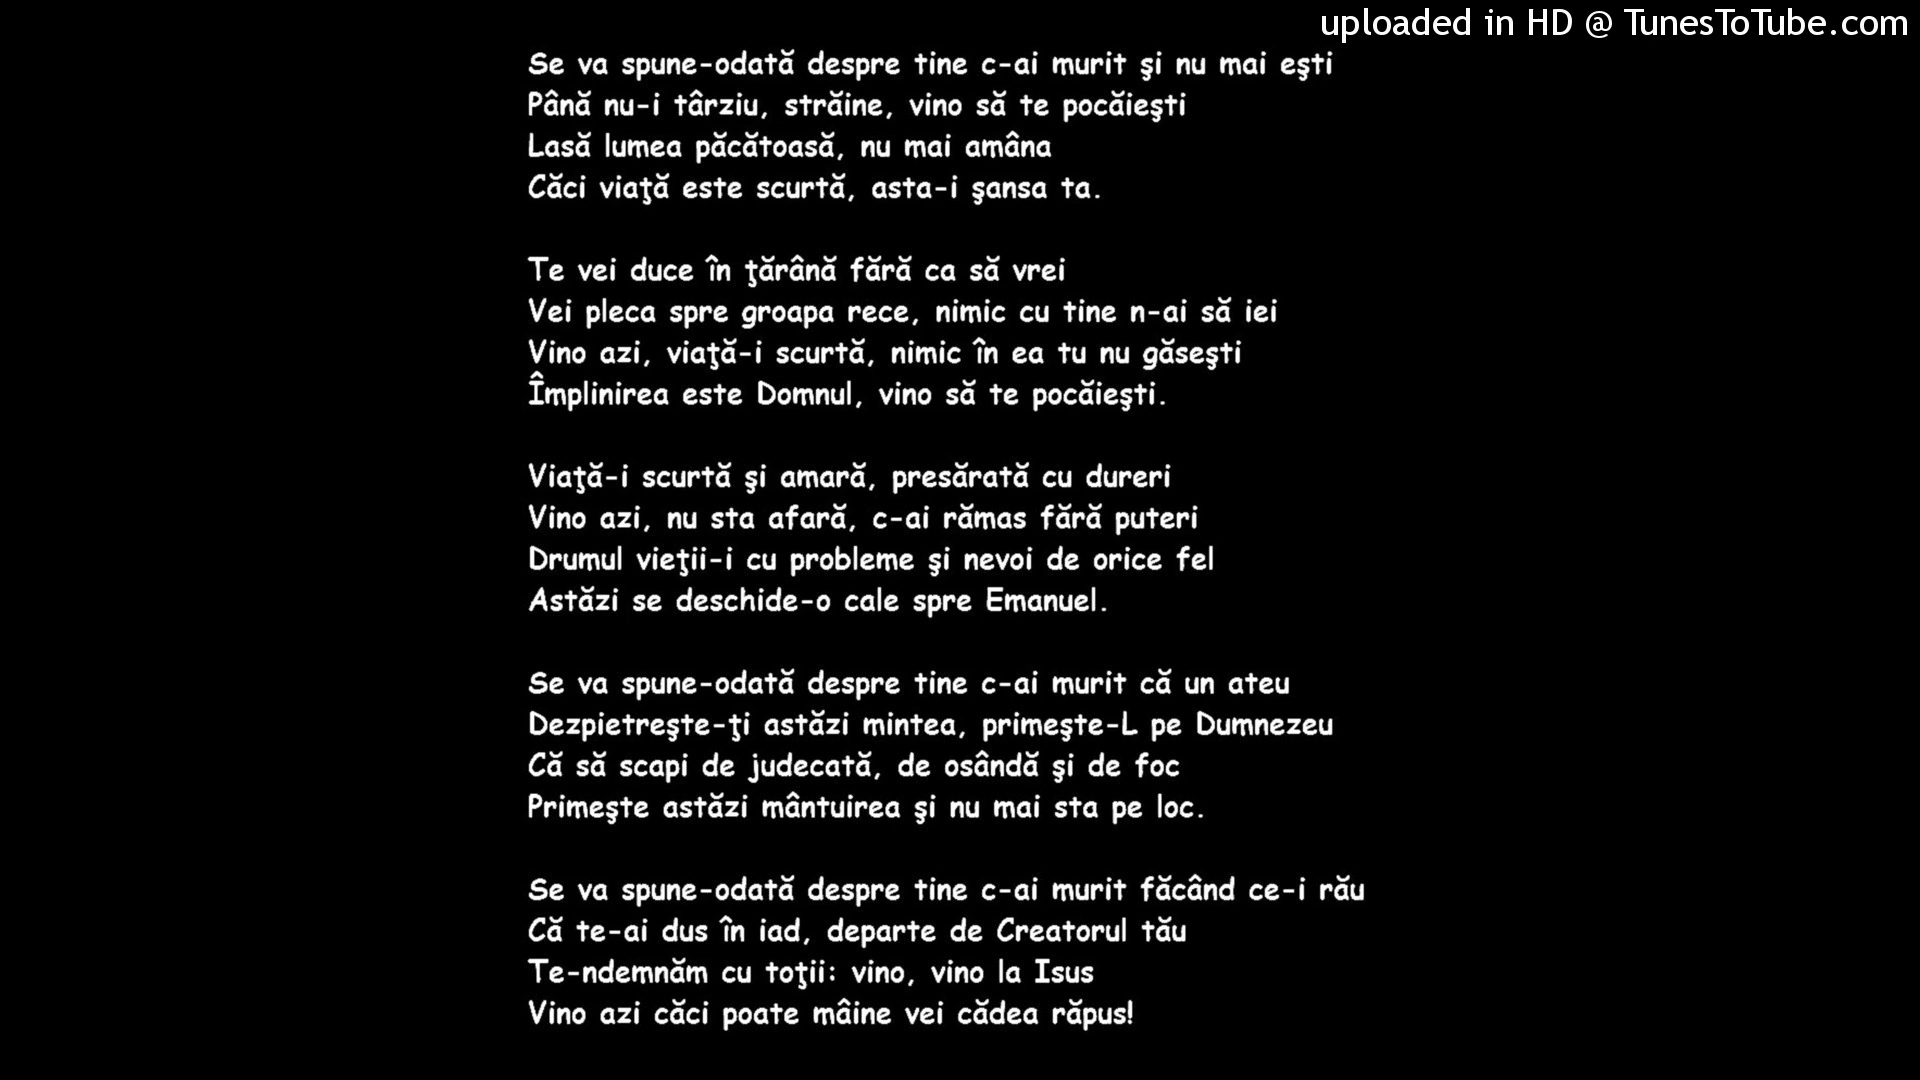 uploaded in HD @ TunesToTube.com
Se va spune-odată despre tine c-ai murit şi nu mai eşti
Până nu-i târziu, străine, vino să te pocăieşti
Lasă lumea păcătoasă, nu mai amâna
Căci viaţă este scurtă, asta-i şansa ta.
Te vei duce în ţărână fără ca să vrei
Vei pleca spre groapa rece, nimic cu tine n-ai să iei
Vino azi, viaţă-i scurtă, nimic în ea tu nu găseşti
Împlinirea este Domnul, vino să te pocăieşti.
Viaţă-i scurtă şi amară, presărată cu dureri
Vino azi, nu sta afară, c-ai rămas fără puteri
Drumul vieţii-i cu probleme şi nevoi de orice fel
Astăzi se deschide-o cale spre Emanuel.
Se va spune-odată despre tine c-ai murit că un ateu
Dezpietreşte-ţi astăzi mintea, primeşte-L pe Dumnezeu
Că să scapi de judecată, de osândă şi de foc
Primeşte astăzi mântuirea şi nu mai sta pe loc.
Se va spune-odată despre tine c-ai murit făcând ce-i rău
Că te-ai dus în iad, departe de Creatorul tău
Te-ndemnăm cu toţii: vino, vino la Isus
Vino azi căci poate mâine vei cădea răpus!